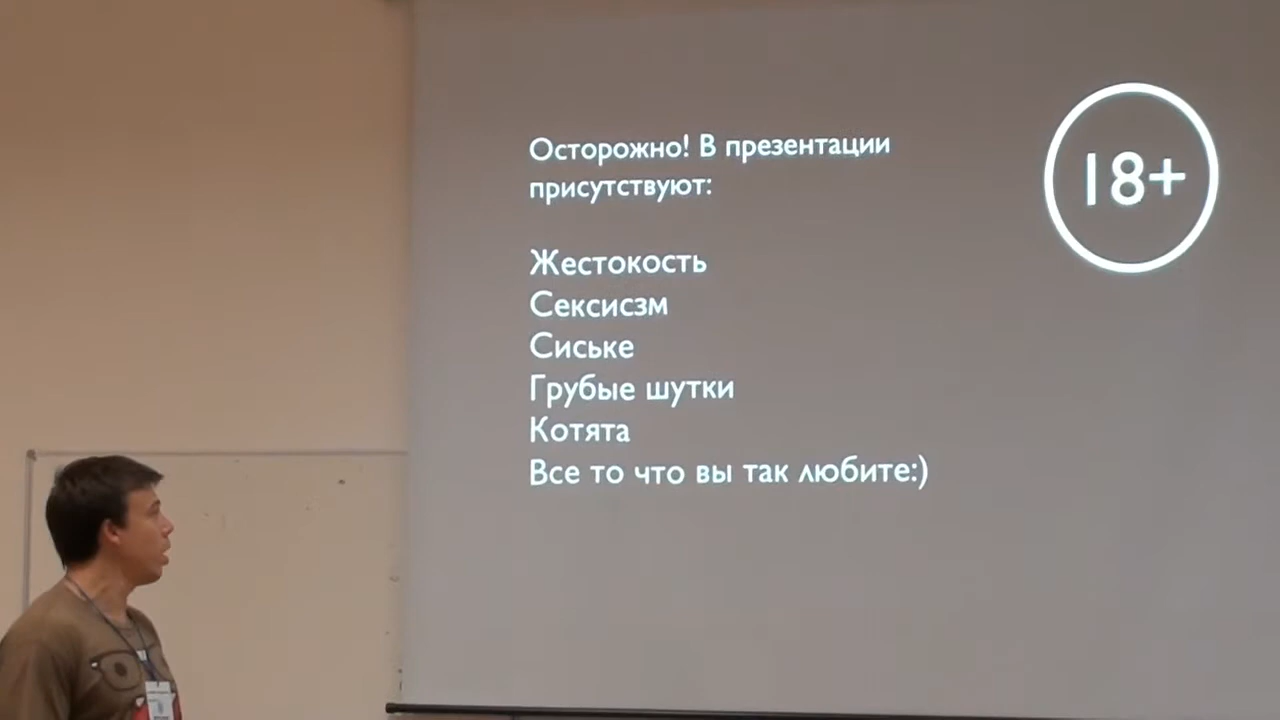 Осторожно! В презентации
присутствуют:
18+
Жестокость
Сексисзм
Сиське
Грубые шутки
Котята
Все то что вы так любите:)